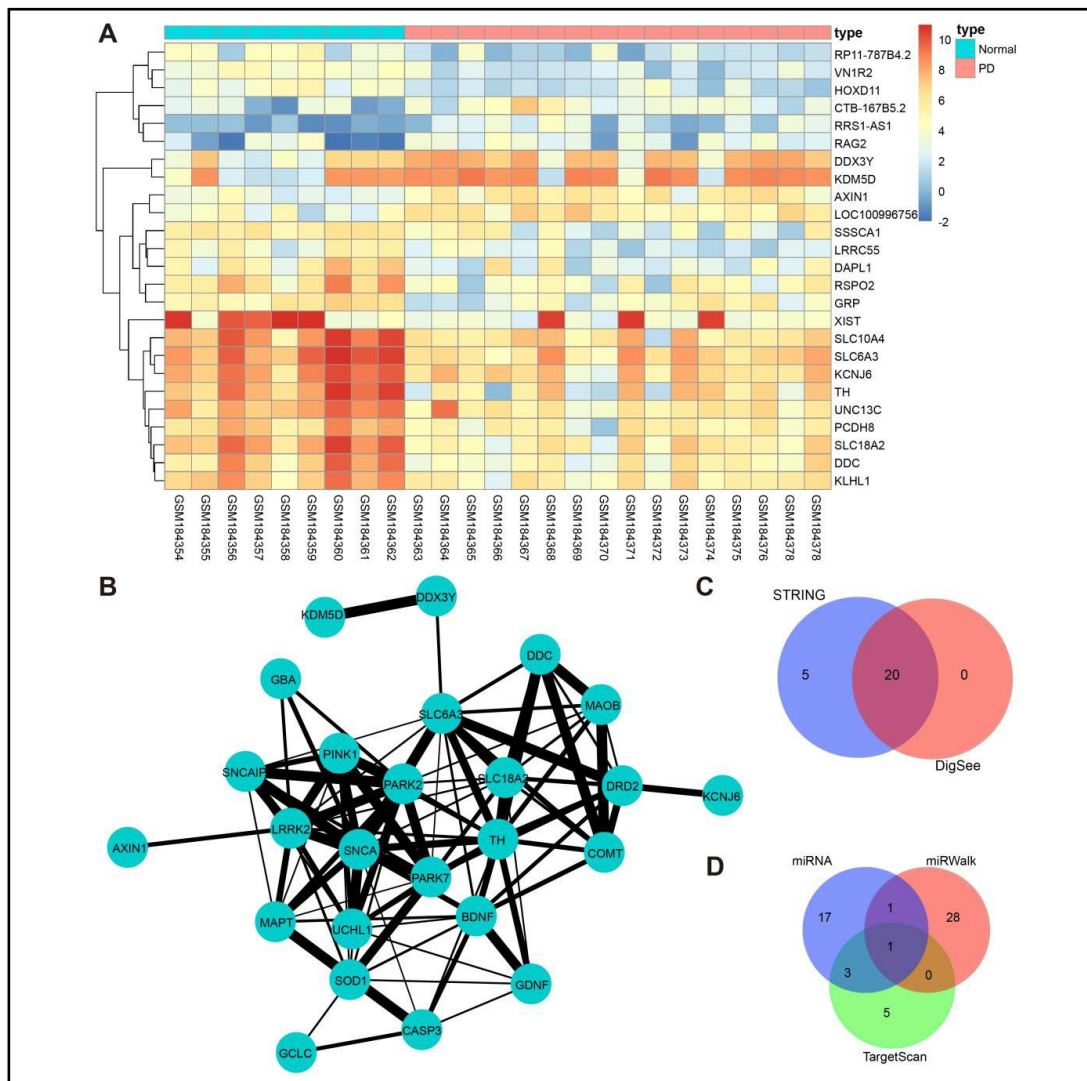 A
type
RP11-787B4.2
VN1R2
HOXD11
CTB-167B5.2
RRS1-AS1
RAG2
DDX3Y
KDM5D
AXIN1
LOC100996756
SSSCA1
LRRC55
DAPL1
RSPO2
GRP
XIST
SLC10A4
SLC6A3
KCNJ6
TH
UNC13C
PCDH8
SLC18A2
DDC
KLHL1
10
8
6
4
2
0
-2
type
Normal
PD
GSM184354
GSM184355
GSM184356
GSM184357
GSM184358
GSM184359
GSM184360
GSM184361
GSM184362
GSM184363
GSM184364
GSM184365
GSM184366
GSM184367
GSM184368
GSM184369
GSM184370
GSM184371
GSM184372
GSM184373
GSM184374
GSM184375
GSM184376
GSM184378
GSM184378
B
KDM5D
DDX3Y
DDC
GBA
MAOB
SLC6A3
PINK1
SNCAIP
PARK2
SLC18A2
DRD2
KCNJ6
LRRK2
AXIN1
SNCA
TH
COMT
PARK7
MAPT
UCHL1
BDNF
SOD1
GDNF
CASP3
GCLC
C
STRING
5
20
0
DigSee
D
miRNA
miRWalk
17
1
28
1
3
0
5
TargetScan